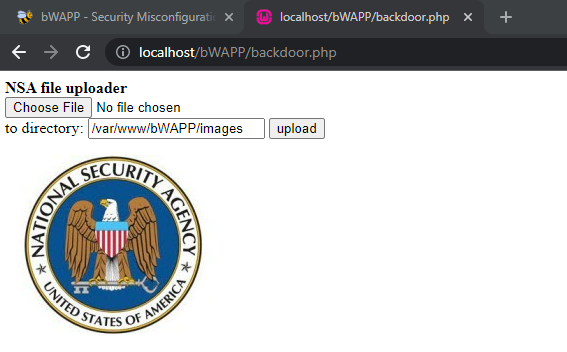 bWAPP - Security Misconfiguratio
localhost/bWAPP/backdoor.php
localhost/bWAPP/backdoor.php
NSA file uploader
Choose File No file chosen
to directory: /var/www/bWAPP/images upload
NATIONAL SECURITY AGENCY
UNITED STATES OF AMERICA